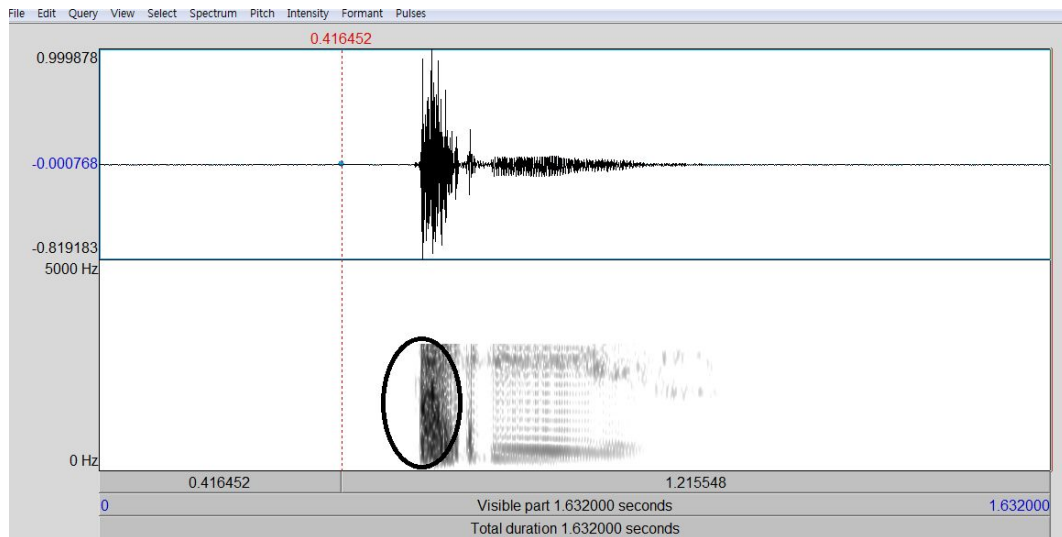 File Edit Query View Select Spectrum Pitch Intensity Formant Pulses
0.416452
0.999878
-0.000768
-0.819183
5000 Hz
0 Hz
0.416452 1.215548
0 Visible part 1.632000 seconds 1.632000
Total duration 1.632000 seconds